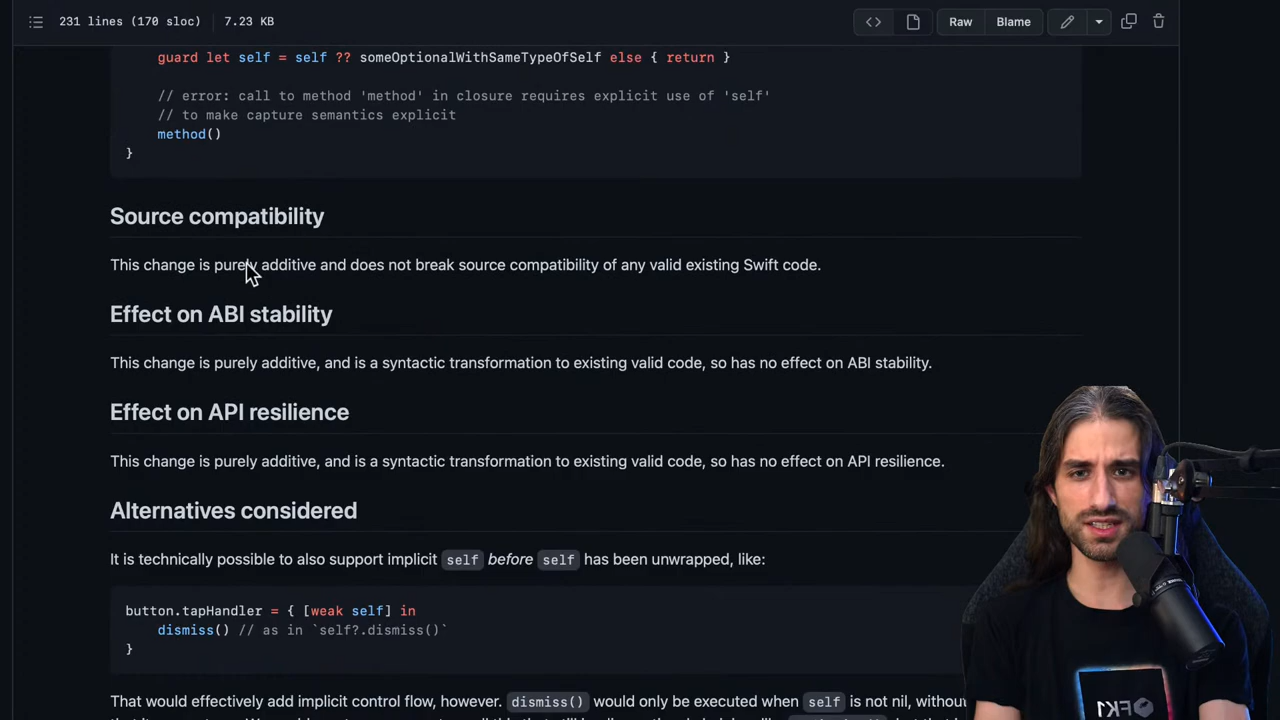 231 lines (170 sloc) 7.23 KB Raw Blame
guard let self = self ?? someOptionalWithSameTypeOfSelf else { return }
// error: call to method 'method' in closure requires explicit use of 'self'
// to make capture semantics explicit
method()
}
Source compatibility
This change is purely additive and does not break source compatibility of any valid existing Swift code.
Effect on ABI stability
This change is purely additive, and is a syntactic transformation to existing valid code, so has no effect on ABI stability.
Effect on API resilience
This change is purely additive, and is a syntactic transformation to existing valid code, so has no effect on API resilience.
Alternatives considered
It is technically possible to also support implicit self before self has been unwrapped, like:
button.tapHandler = { [weak self] in
dismiss() // as in `self?.dismiss()`
}
That would effectively add implicit control flow, however. dismiss() would only be executed when self is not nil, without